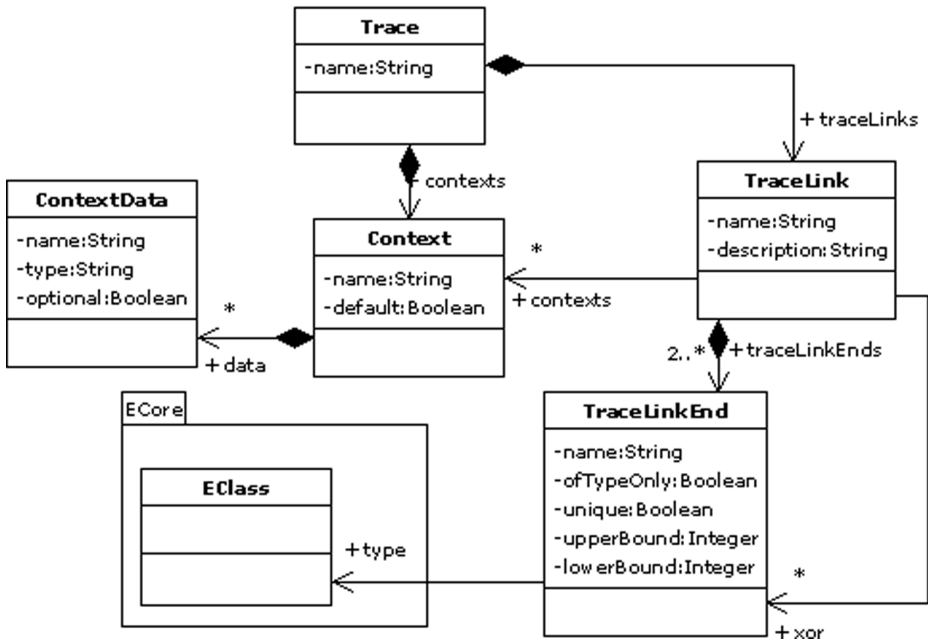 Trace
-name:String
+traceLinks
+contexts
TraceLink
-name:String
-description:String
ContextData
-name:String
-type:String
-optional:Boolean
Context
-name:String
-default:Boolean
*
+contexts
*
+data
2..*
+traceLinkEnds
ECore
EClass
+type
TraceLinkEnd
-name:String
-ofTypeOnly:Boolean
-unique:Boolean
-upperBound:Integer
-lowerBound:Integer
*
+xor